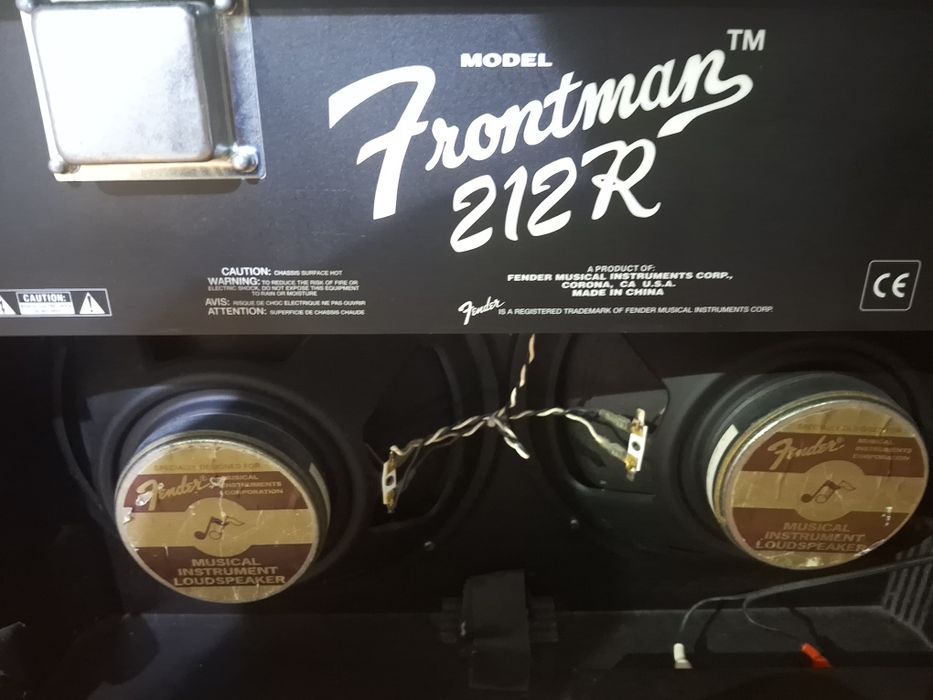 MODEL
Frontman™
212R
CAUTION: CHASSIS SURFACE HOT
WARNING: TO REDUCE THE RISK OF FIRE OR
ELECTRIC SHOCK, DO NOT EXPOSE THIS EQUIPMENT
TO RAIN OR MOISTURE
AVIS: RISQUE DE CHOC ELECTRIQUE NE PAS OUVRIR
ATTENTION: SUPERFICIE DE CHASSIS CHAUDE
A PRODUCT OF:
FENDER MUSICAL INSTRUMENTS CORP.,
CORONA, CA U.S.A.
MADE IN CHINA
Fender IS A REGISTERED TRADEMARK OF FENDER MUSICAL INSTRUMENTS CORP.
CE
CAUTION:
SPECIALLY DESIGNED FOR
Fender MUSICAL
INSTRUMENTS
CORPORATION
MUSICAL
INSTRUMENT
LOUDSPEAKER
SPECIALLY DESIGNED FOR
Fender MUSICAL
INSTRUMENTS
CORPORATION
MUSICAL
INSTRUMENT
LOUDSPEAKER